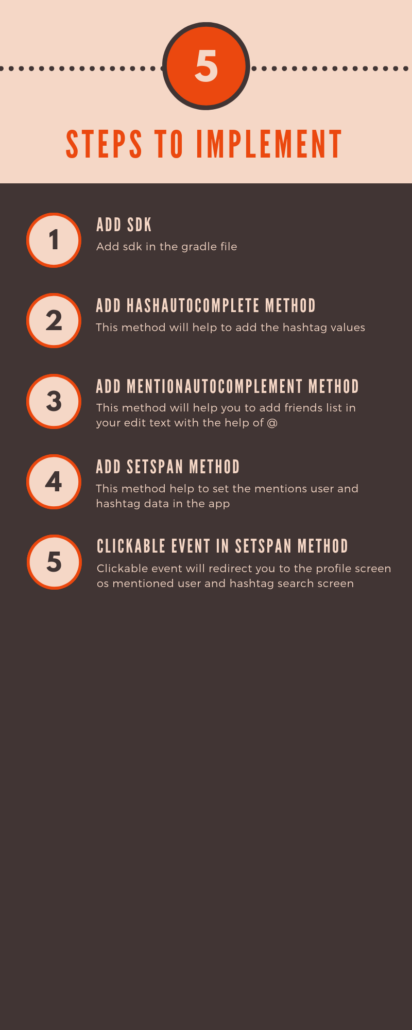 5
STEPS TO IMPLEMENT
1
ADD SDK
Add sdk in the gradle file
2
ADD HASHAUTOCOMPLETE METHOD
This method will help to add the hashtag values
3
ADD MENTIONAUTOCOMPLEMENT METHOD
This method will help you to add friends list in
your edit text with the help of @
4
ADD SETSPAN METHOD
This method help to set the mentions user and
hashtag data in the app
5
CLICKABLE EVENT IN SETSPAN METHOD
Clickable event will redirect you to the profile screen
os mentioned user and hashtag search screen